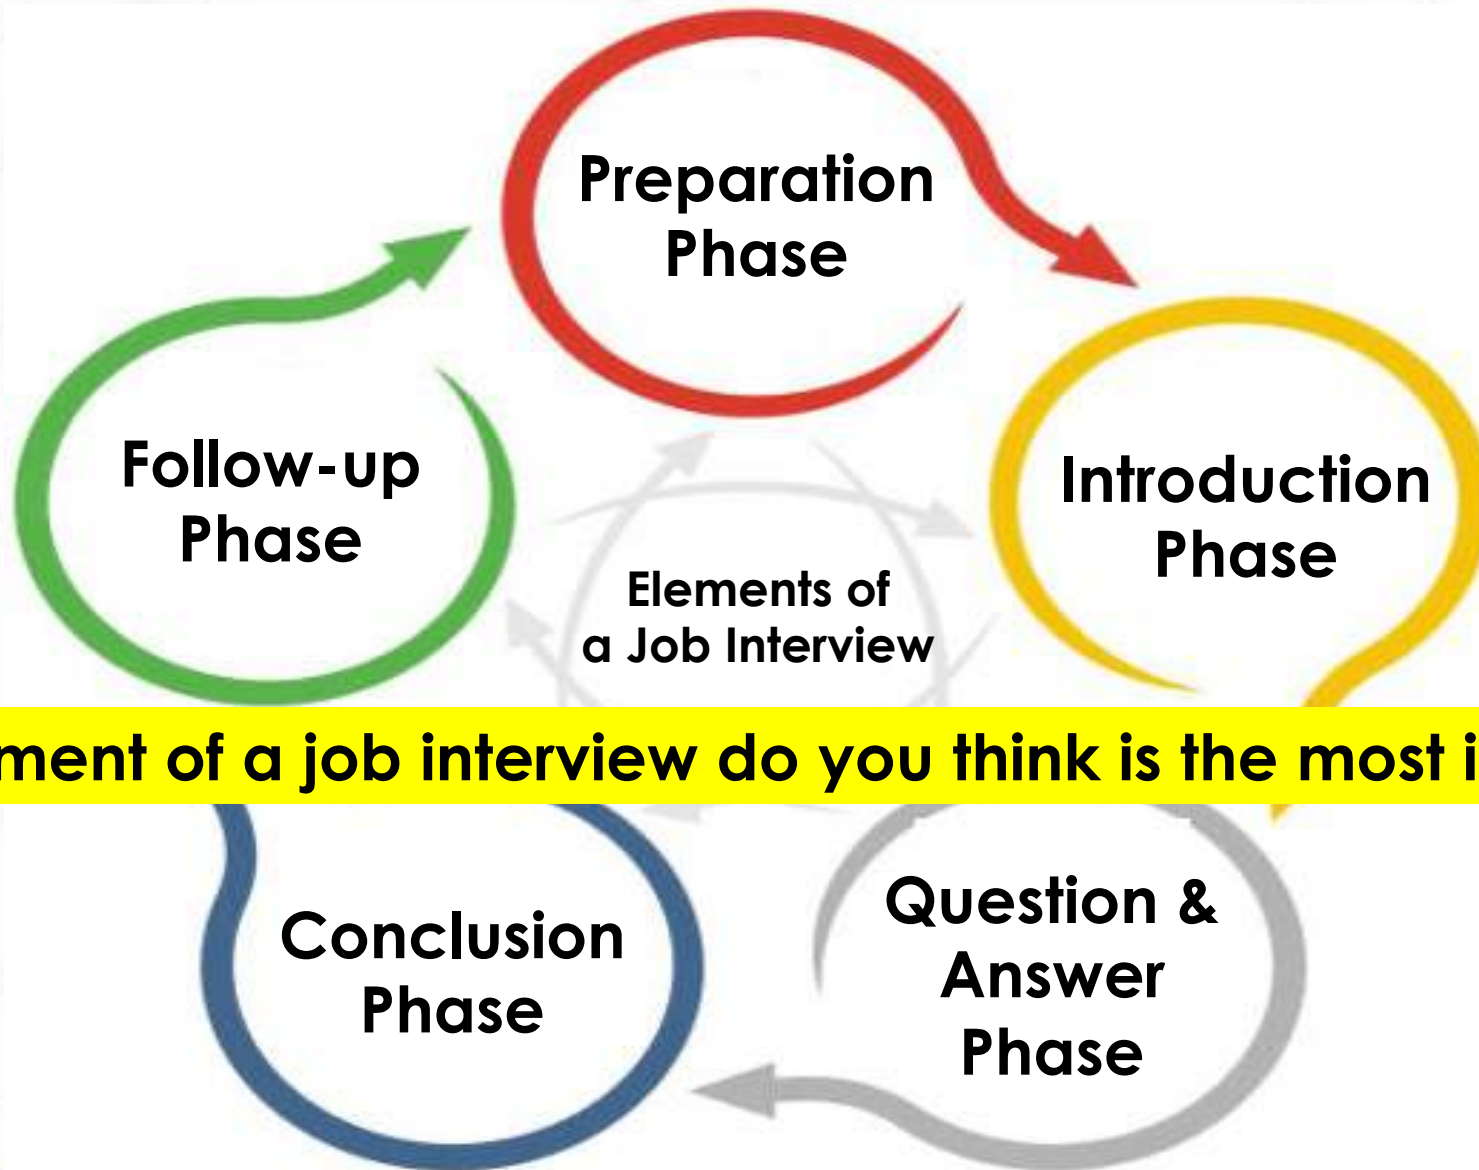 Preparation
Phase
Introduction
Phase
Follow-up
Phase
Elements of
a Job Interview
ment of a job interview do you think is the most i
Question &
Answer
Phase
Conclusion
Phase